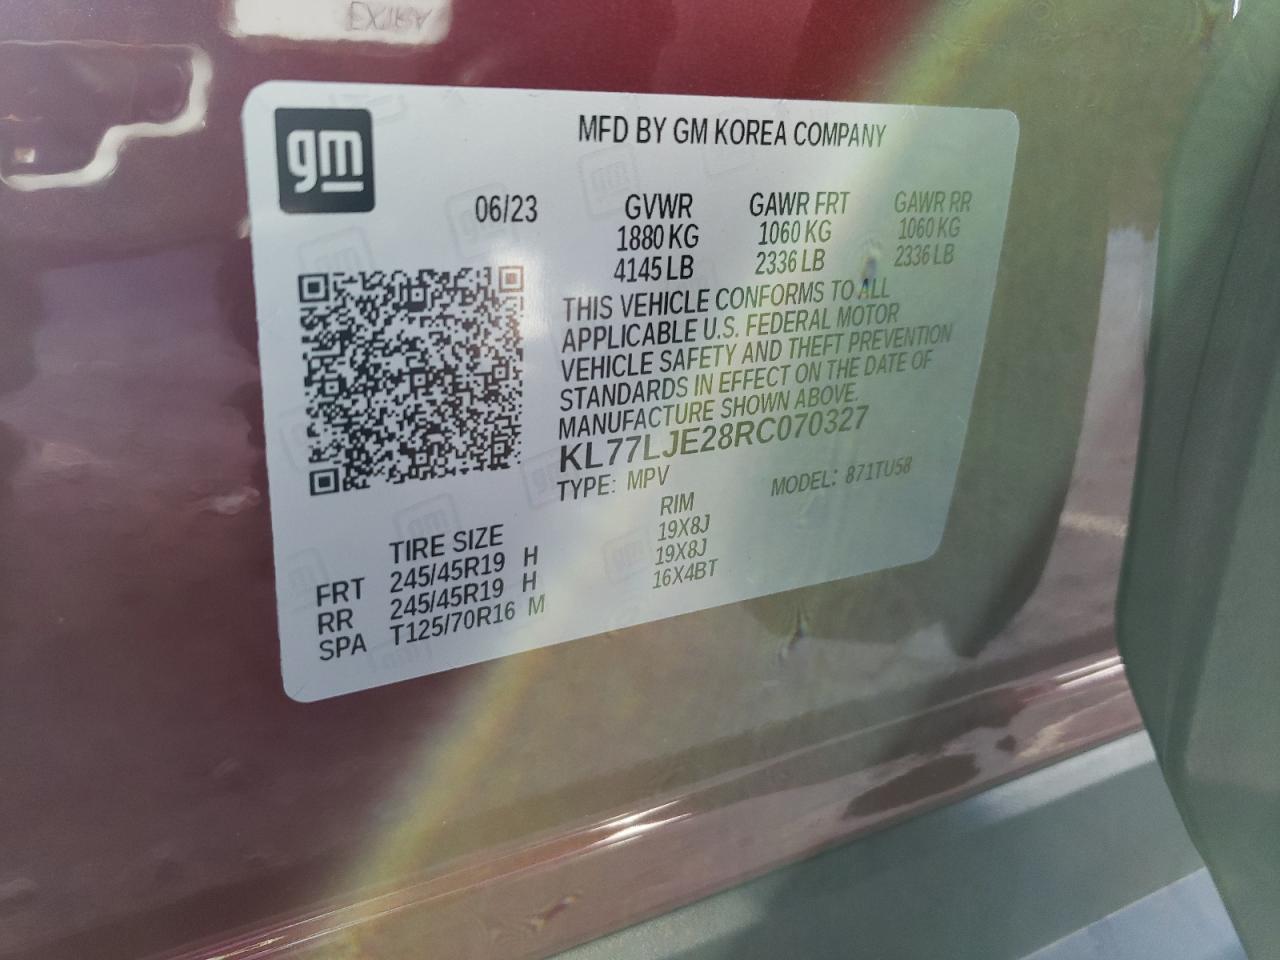 gm
MFD BY GM KOREA COMPANY
06/23 GVWR GAWR FRT GAWR RR
1880 KG 1060 KG 1060 KG
4145 LB 2336 LB 2336 LB
THIS VEHICLE CONFORMS TO ALL
APPLICABLE U.S. FEDERAL MOTOR
VEHICLE SAFETY AND THEFT PREVENTION
STANDARDS IN EFFECT ON THE DATE OF
MANUFACTURE SHOWN ABOVE.
KL77LJE28RC070327
TYPE: MPV MODEL: 871TU58
TIRE SIZE RIM
FRT 245/45R19 H 19X8J
RR 245/45R19 H 19X8J
SPA T125/70R16 M 16X4BT